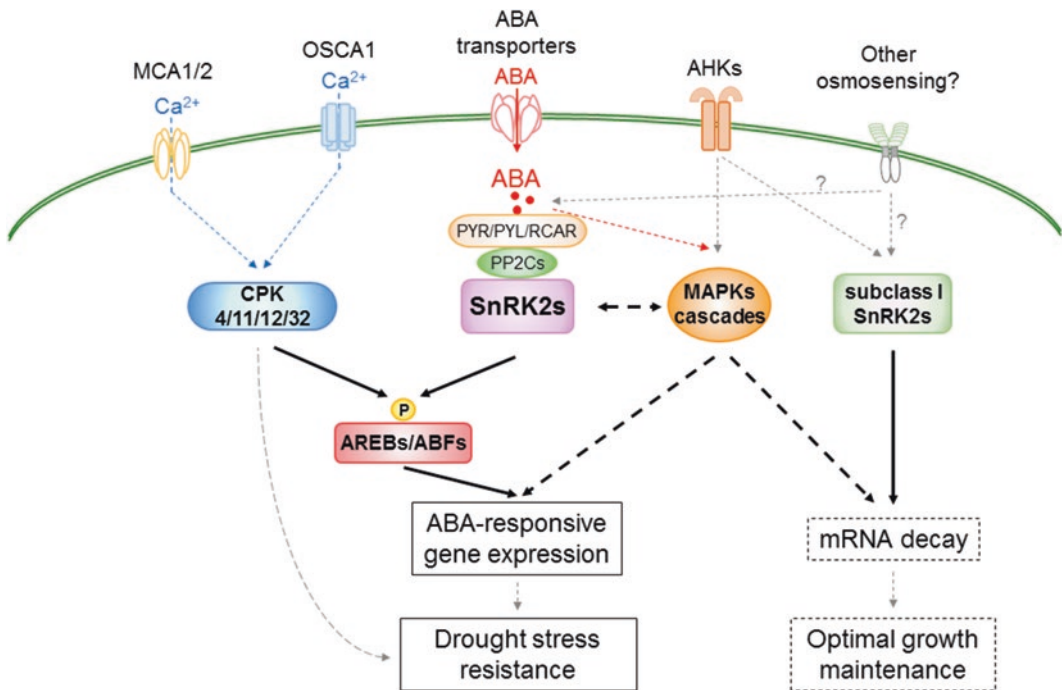 ABA
transporters
OSCA1
MCA1/2
AHKs
Other
osmosensing?
Ca2+
ABA
Ca2+
ABA
?
?
PYR/PYL/RCAR
PP2Cs
SnRK2s
CPK
4/11/12/32
MAPKs
cascades
subclass I
SnRK2s
P
AREBs/ABFs
ABA-responsive
gene expression
mRNA decay
Drought stress
resistance
Optimal growth
maintenance